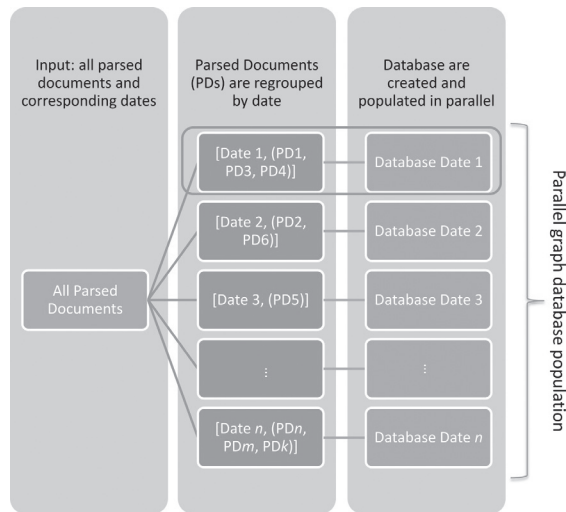 Input: all parsed
documents and
corresponding dates
Parsed Documents
(PDs) are regrouped
by date
Database are
created and
populated in parallel
All Parsed
Documents
[Date 1, (PD1,
PD3, PD4)]
Database Date 1
[Date 2, (PD2,
PD6)]
Database Date 2
[Date 3, (PD5)]
Database Date 3
⋮
⋮
[Date n, (PDn,
PDm, PDk)]
Database Date n
Parallel graph database population